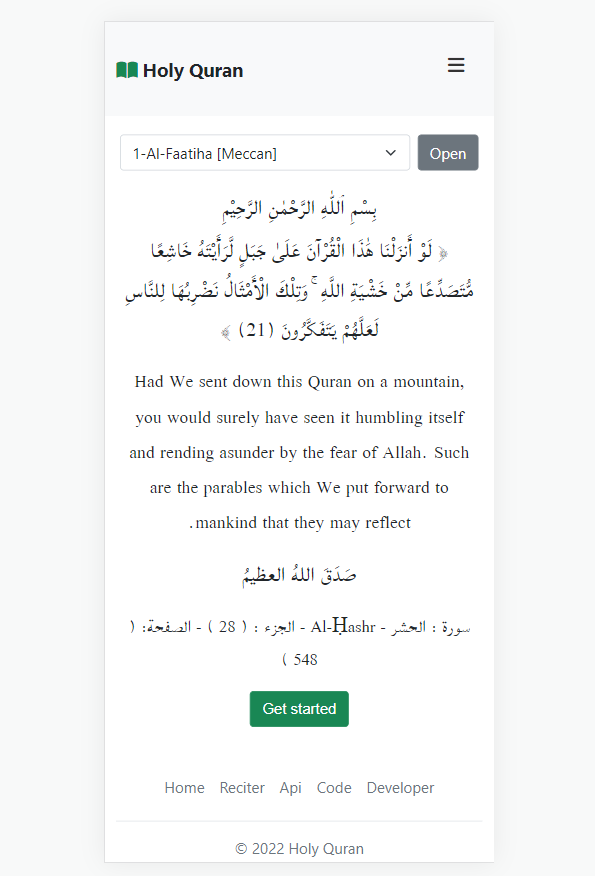 Holy Quran
1-Al-Faatiha [Meccan]
Open
بِسْمِ اَللّٰهِ الرَّحْمٰنِ الرَّحِيْمِ
﴿ لَوْ أَنزَلْنَا هَٰذَا الْقُرْآنَ عَلَىٰ جَبَلٍ لَّرَأَيْتَهُ خَاشِعًا
مُّتَصَدِّعًا مِّنْ خَشْيَةِ اللَّهِ ۚ وَتِلْكَ الْأَمْثَالُ نَضْرِبُهَا لِلنَّاسِ
لَعَلَّهُمْ يَتَفَكَّرُونَ (21) ﴾
Had We sent down this Quran on a mountain,
you would surely have seen it humbling itself
and rending asunder by the fear of Allah. Such
are the parables which We put forward to
.mankind that they may reflect
صَدَقَ اللهُ العظيمُ
سورة : الحشر - Al-Ḥashr - الجزء : ( 28 ) - الصفحة: (
548 )
Get started
Home Reciter Api Code Developer
© 2022 Holy Quran